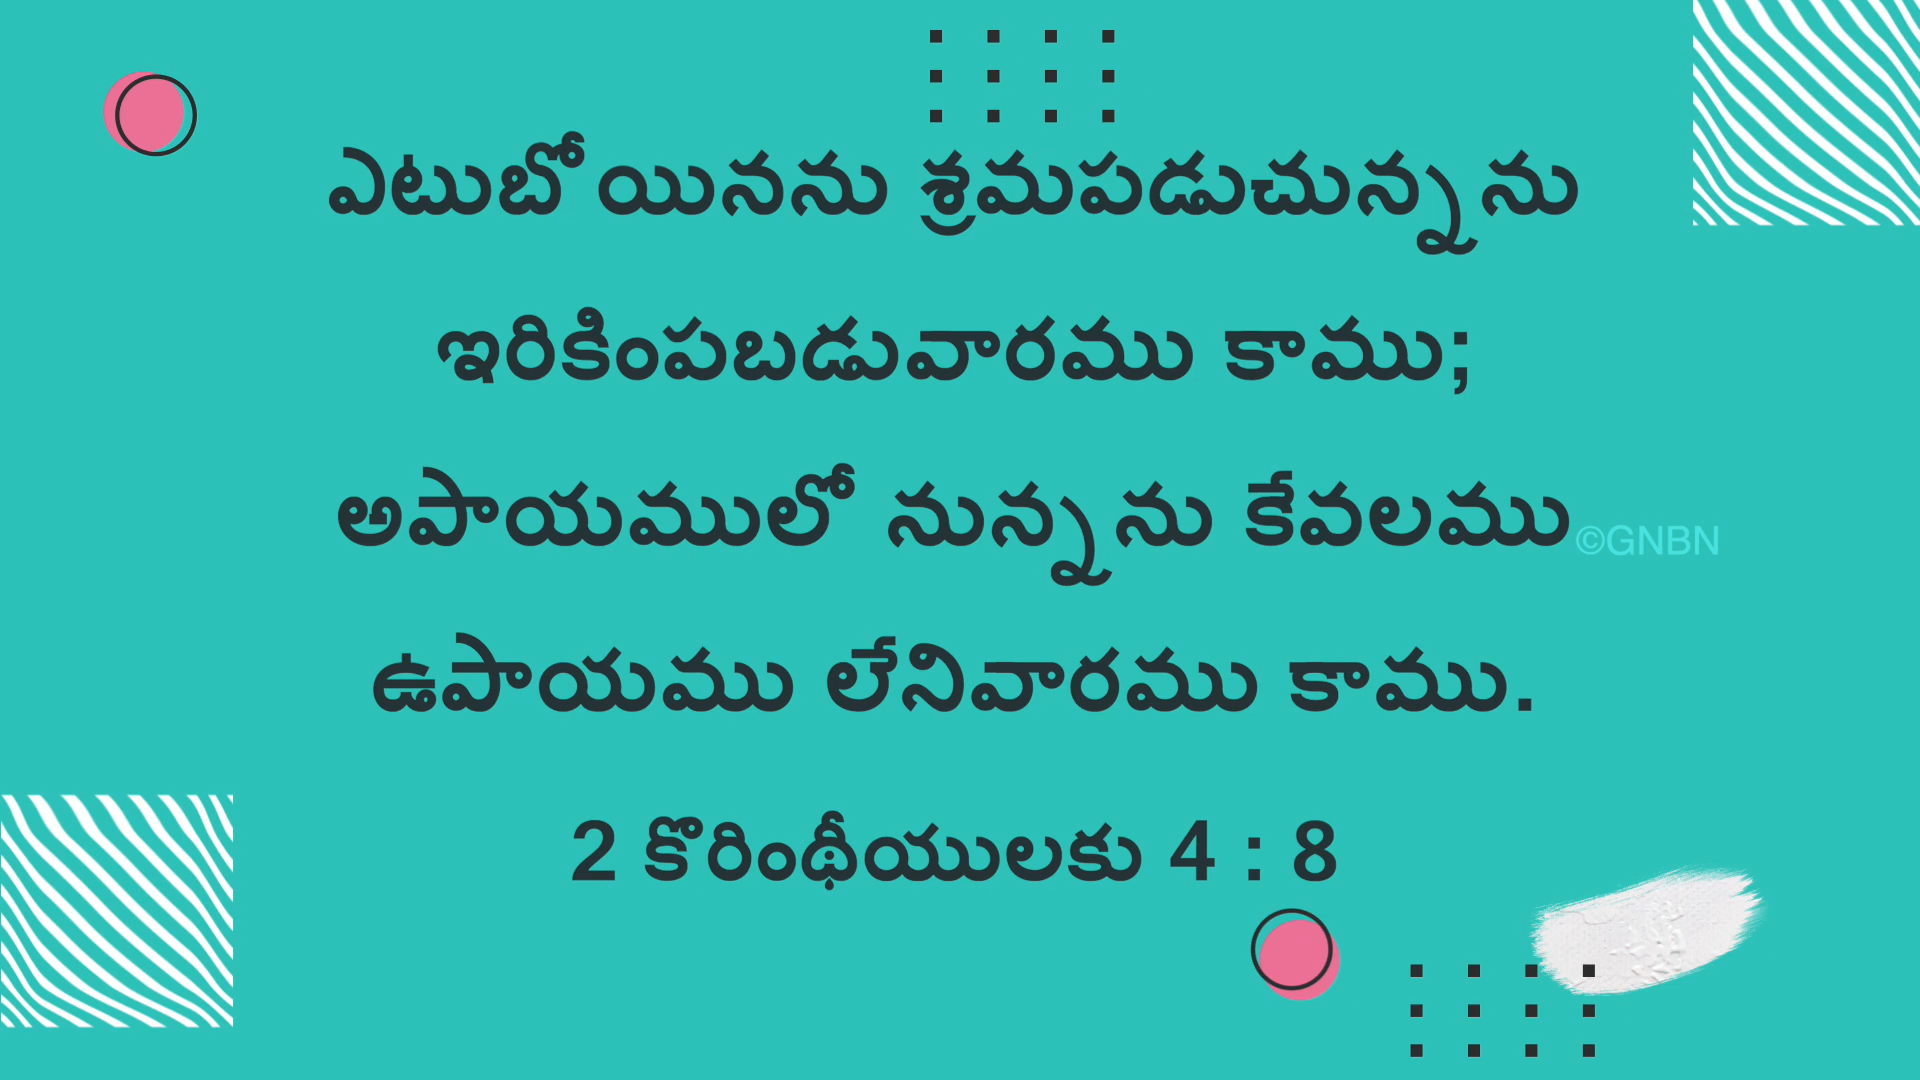 ఎటుబోయినను శ్రమపడుచున్నను
ఇరికింపబడువారము కాము;
అపాయములో నున్నను కేవలము
©GNBN
ఉపాయము లేనివారము కాము.
2 కొరింథీయులకు 4 : 8